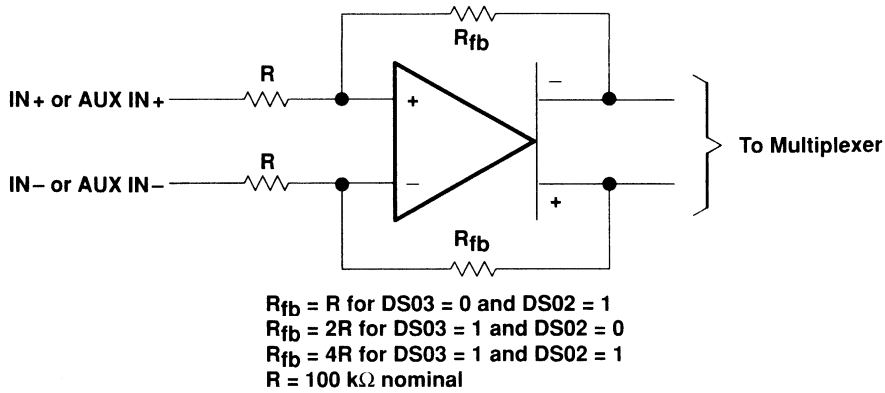 R_fb
R
IN+ or AUX IN+
+
−
To Multiplexer
R
IN− or AUX IN−
−
+
R_fb
R_fb = R for DS03 = 0 and DS02 = 1
R_fb = 2R for DS03 = 1 and DS02 = 0
R_fb = 4R for DS03 = 1 and DS02 = 1
R = 100 kΩ nominal